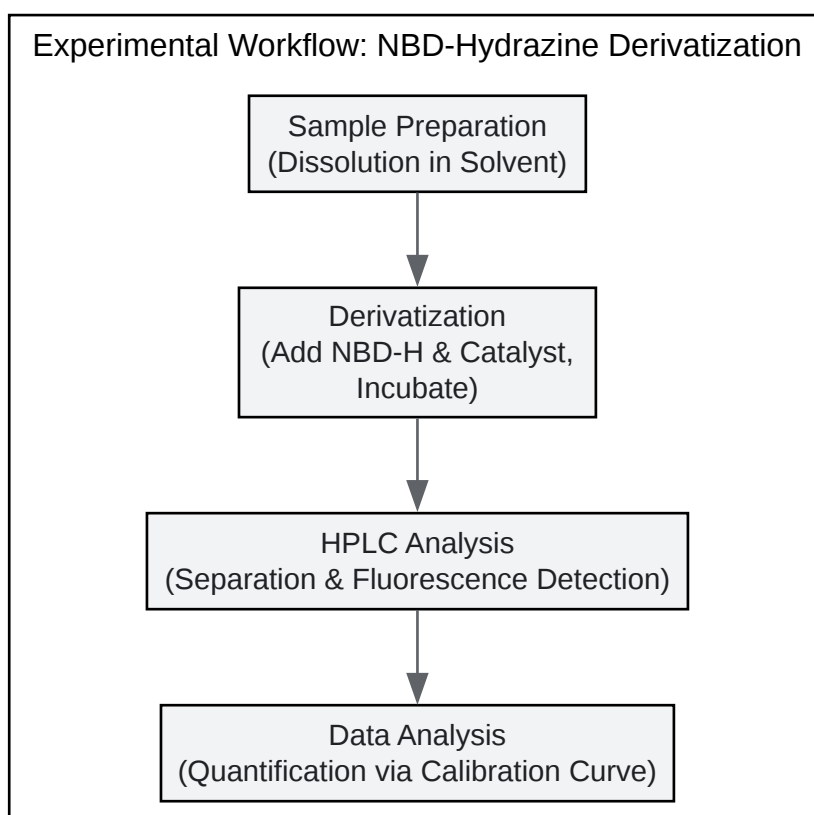 Experimental Workflow: NBD-Hydrazine Derivatization
Sample Preparation
(Dissolution in Solvent)
Derivatization
(Add NBD-H & Catalyst,
Incubate)
HPLC Analysis
(Separation & Fluorescence Detection)
Data Analysis
(Quantification via Calibration Curve)